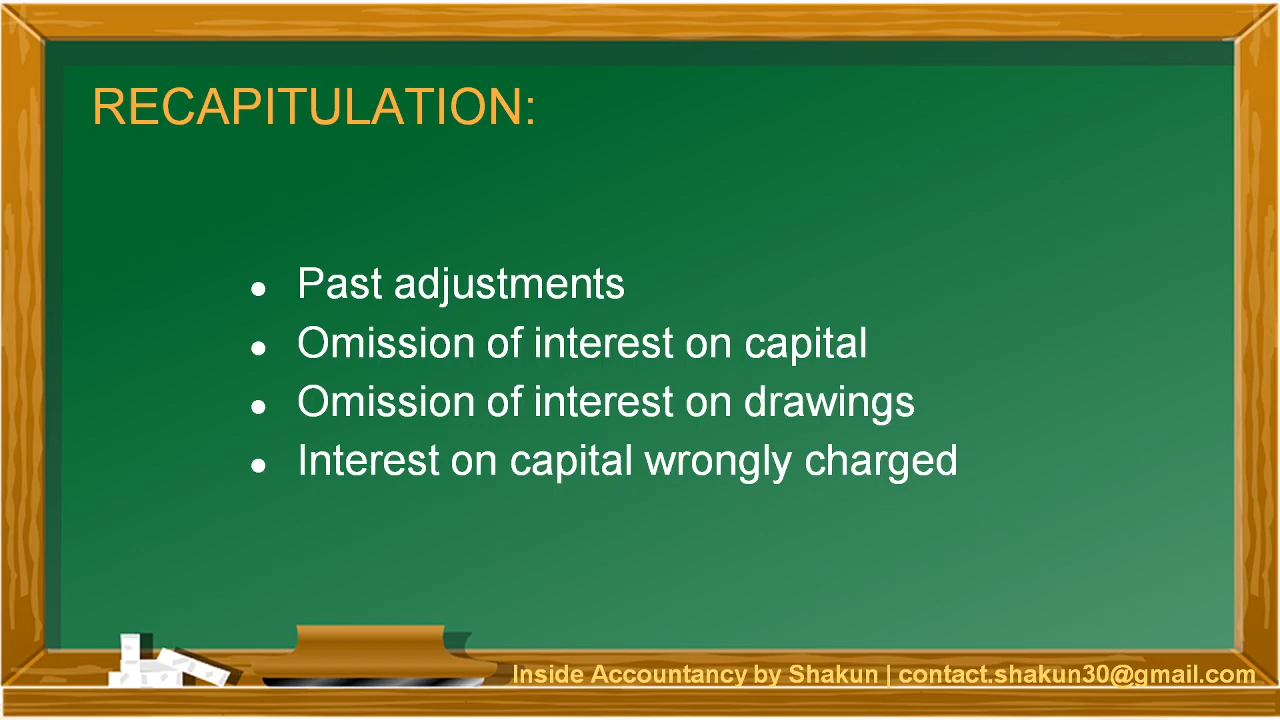 RECAPITULATION:
● Past adjustments
● Omission of interest on capital
● Omission of interest on drawings
● Interest on capital wrongly charged
Inside Accountancy by Shakun | contact.shakun30@gmail.com